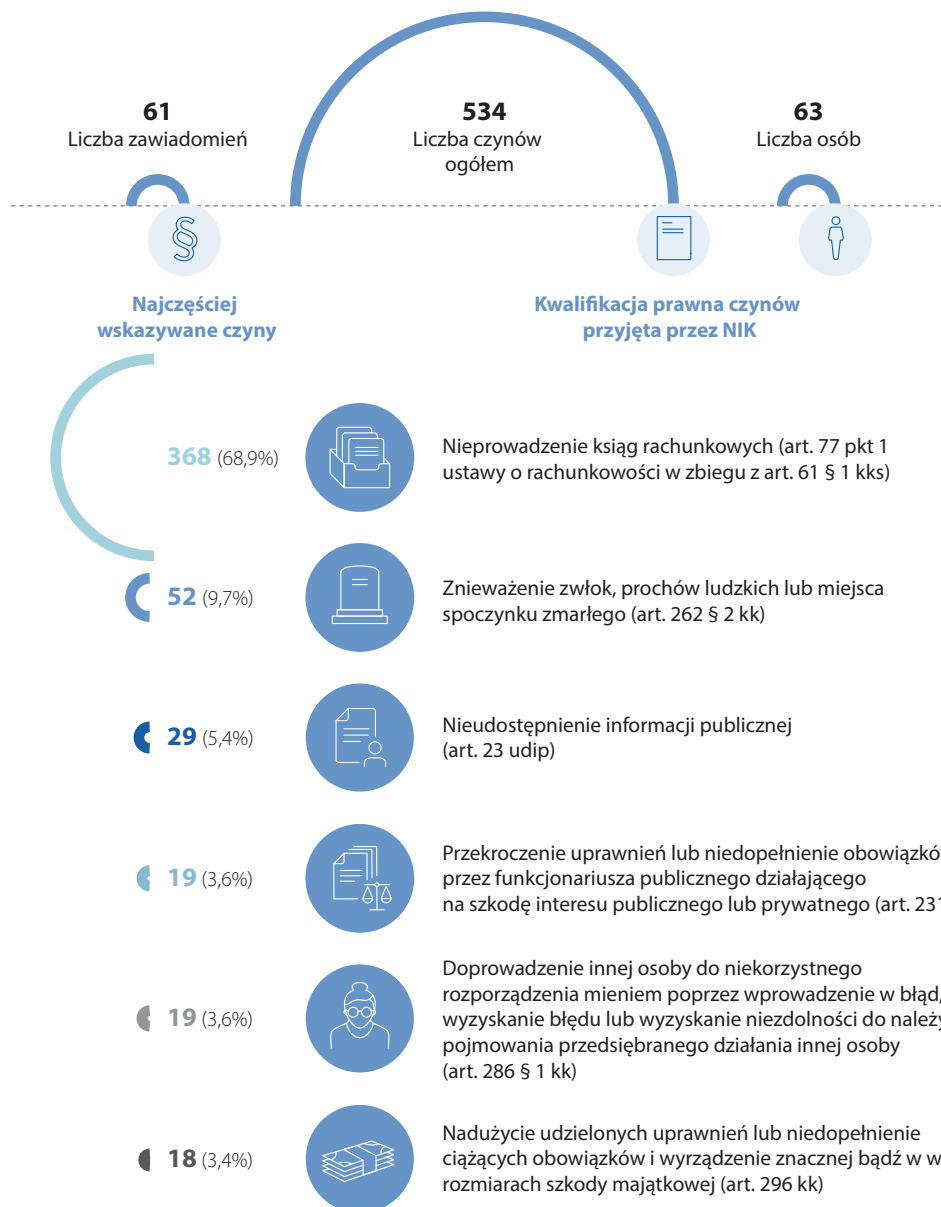 61
Liczba zawiadomień
534
Liczba czynów
ogółem
63
Liczba osób
§
Najczęściej
wskazywane czyny
Kwalifikacja prawna czynów
przyjęta przez NIK
368 (68,9%)
Nieprowadzenie ksiąg rachunkowych (art. 77 pkt 1
ustawy o rachunkowości w zbiegu z art. 61 § 1 kks)
52 (9,7%)
Znieważenie zwłok, prochów ludzkich lub miejsca
spoczynku zmarłego (art. 262 § 2 kk)
29 (5,4%)
Nieudostępnienie informacji publicznej
(art. 23 udip)
19 (3,6%)
Przekroczenie uprawnień lub niedopełnienie
przez funkcjonariusza publicznego działającego
na szkodę interesu publicznego lub prywatnego (art. 231
19 (3,6%)
Doprowadzenie innej osoby do niekorzystnego
rozporządzenia mieniem poprzez wprowadzenie w błąd,
wyzyskanie błędu lub wyzyskanie niezdolności do
pojmowania przedsiębranego działania innej osoby
(art. 286 § 1 kk)
18 (3,4%)
Nadużycie udzielonych uprawnień lub niedopełnienie
ciążących obowiązków i wyrządzenie znacznej bądź w
rozmiarach szkody majątkowej (art. 296 kk)